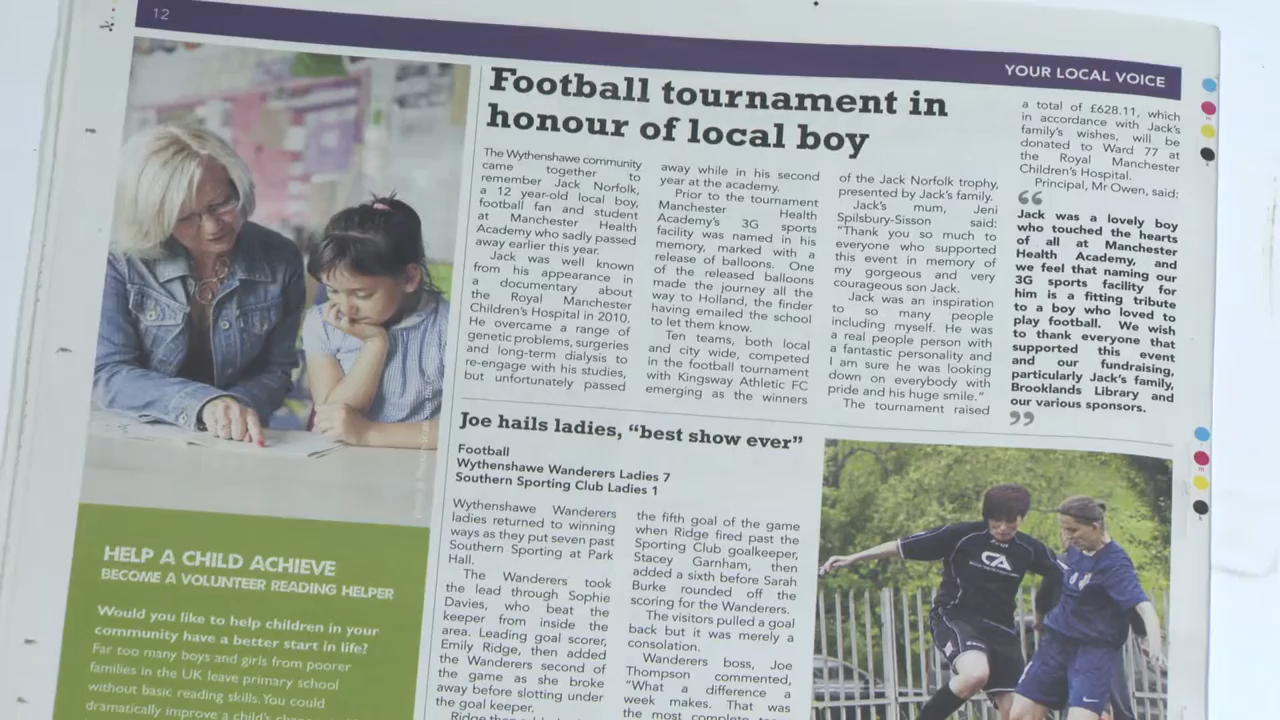 12
YOUR LOCAL VOICE
Football tournament in
honour of local boy
The Wythenshawe community
came together to
remember Jack Norfolk,
a 12 year-old local boy,
football fan and student
at Manchester Health
Academy who sadly passed
away earlier this year.
Jack was well known
from his appearance in
a documentary about
the Royal Manchester
Children's Hospital in 2010.
He overcame a range of
genetic problems, surgeries
and long-term dialysis to
re-engage with his studies,
but unfortunately passed
away while in his second
year at the academy.
Prior to the tournament
Manchester Health
Academy's 3G sports
facility was named in his
memory, marked with a
release of balloons. One
of the released balloons
made the journey all the
way to Holland, the finder
having emailed the school
to let them know.
Ten teams, both local
and city wide, competed
in the football tournament
with Kingsway Athletic FC
emerging as the winners
of the Jack Norfolk trophy,
presented by Jack's family.
Jack's mum, Jeni
Spilsbury-Sisson said:
"Thank you so much to
everyone who supported
this event in memory of
my gorgeous and very
courageous son Jack.
Jack was an inspiration
to so many people
including myself. He was
a real people person with
a fantastic personality and
I am sure he was looking
down on everybody with
pride and his huge smile."
The tournament raised
a total of £628.11, which
in accordance with Jack's
family's wishes, will be
donated to Ward 77 at
the Royal Manchester
Children's Hospital.
Principal, Mr Owen, said:
“
Jack was a lovely boy
who touched the hearts
of all at Manchester
Health Academy, and
we feel that naming our
3G sports facility for
him is a fitting tribute
to a boy who loved to
play football. We wish
to thank everyone that
supported this event
and our fundraising,
particularly Jack's family,
Brooklands Library and
our various sponsors.
”
Joe hails ladies, "best show ever"
Football
Wythenshawe Wanderers Ladies 7
Southern Sporting Club Ladies 1
Wythenshawe Wanderers
ladies returned to winning
ways as they put seven past
Southern Sporting at Park
Hall.
The Wanderers took
the lead through Sophie
Davies, who beat the
keeper from inside the
area. Leading goal scorer,
Emily Ridge, then added
the Wanderers second of
the game as she broke
away before slotting under
the goal keeper.
the fifth goal of the game
when Ridge fired past the
Sporting Club goalkeeper,
Stacey Garnham, then
added a sixth before Sarah
Burke rounded off the
scoring for the Wanderers.
The visitors pulled a goal
back but it was merely a
consolation.
Wanderers boss, Joe
Thompson commented,
"What a difference a
week makes. That was
the most complete
CA
HELP A CHILD ACHIEVE
BECOME A VOLUNTEER READING HELPER
Would you like to help children in your
community have a better start in life?
Far too many boys and girls from poorer
families in the UK leave primary school
without basic reading skills. You could
dramatically improve a child's